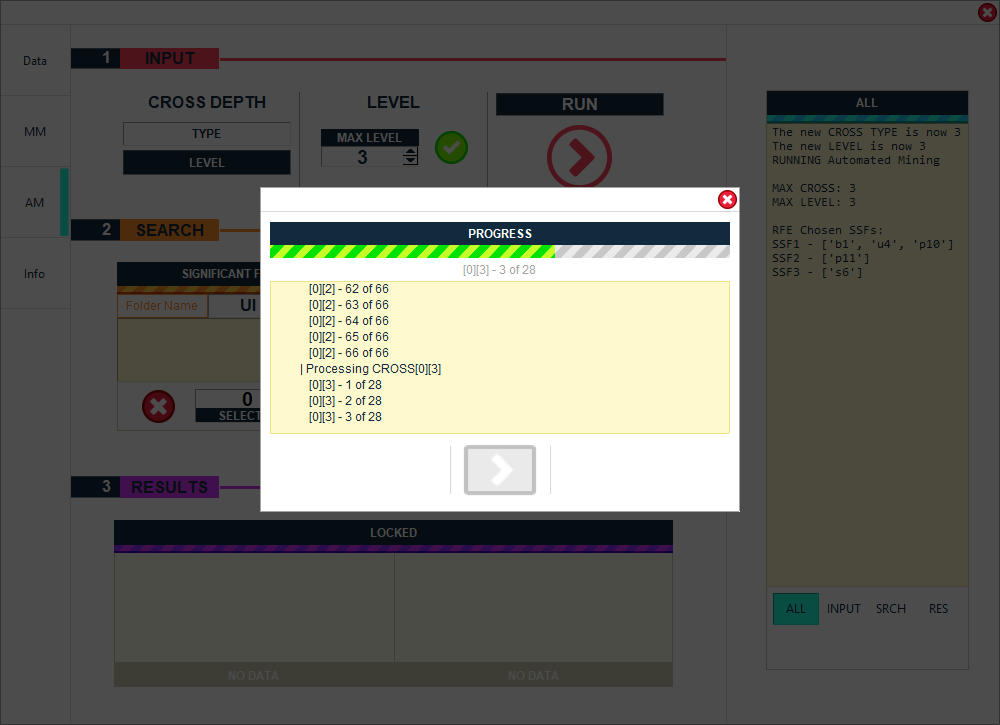 Data
MM
AM
Info
1 INPUT
CROSS DEPTH
TYPE
LEVEL
LEVEL
MAX LEVEL
3
RUN
2 SEARCH
SIGNIFICANT F
Folder Name
UI
0
SELECT
PROGRESS
[0][3] - 3 of 28
[0][2] - 62 of 66
[0][2] - 63 of 66
[0][2] - 64 of 66
[0][2] - 65 of 66
[0][2] - 66 of 66
| Processing CROSS[0][3]
[0][3] - 1 of 28
[0][3] - 2 of 28
[0][3] - 3 of 28
3 RESULTS
LOCKED
NO DATA
NO DATA
ALL
The new CROSS TYPE is now 3
The new LEVEL is now 3
RUNNING Automated Mining
MAX CROSS: 3
MAX LEVEL: 3
RFE Chosen SSFs:
SSF1 - ['b1', 'u4', 'p10']
SSF2 - ['p11']
SSF3 - ['s6']
ALL INPUT SRCH RES